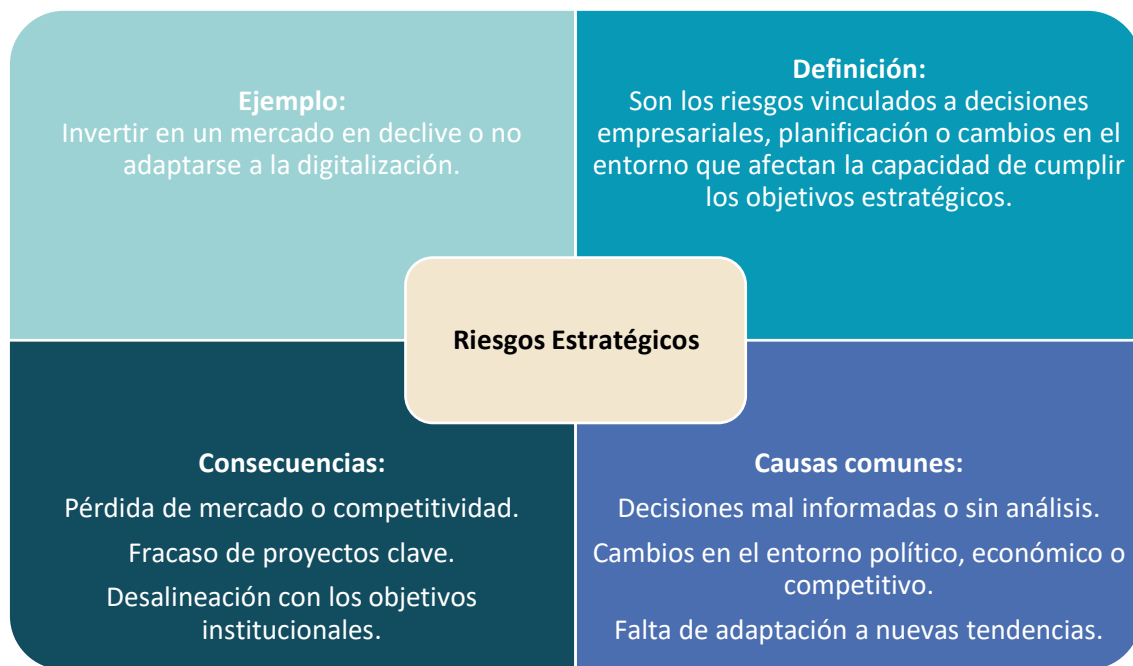 Ejemplo:
Invertir en un mercado en declive o no
adaptarse a la digitalización.
Definición:
Son los riesgos vinculados a decisiones
empresariales, planificación o cambios en el
entorno que afectan la capacidad de cumplir
los objetivos estratégicos.
Riesgos Estratégicos
Consecuencias:
Pérdida de mercado o competitividad.
Fracaso de proyectos clave.
Desalineación con los objetivos
institucionales.
Causas comunes:
Decisiones mal informadas o sin análisis.
Cambios en el entorno político, económico o
competitivo.
Falta de adaptación a nuevas tendencias.